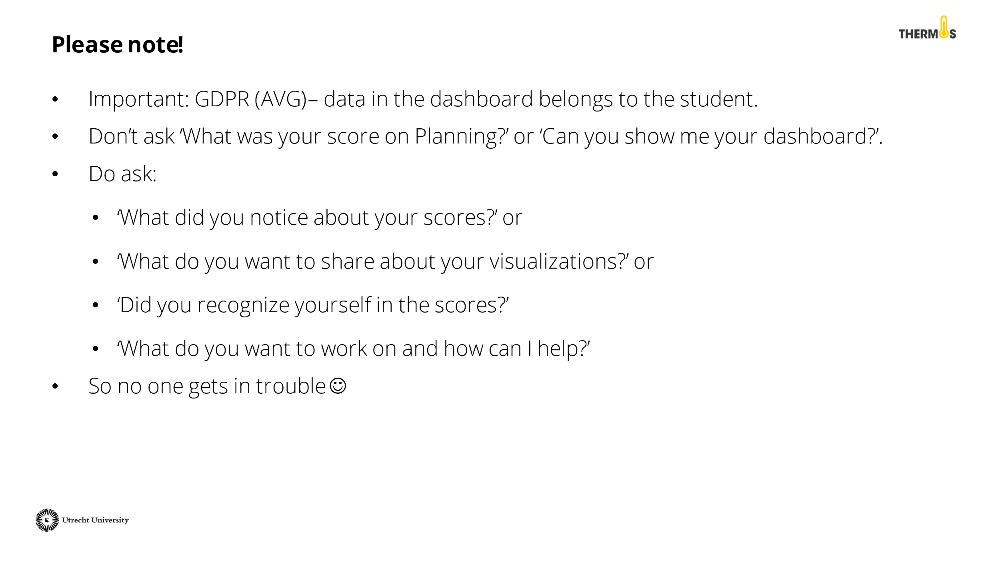 THERMOS
Please note!
• Important: GDPR (AVG) – data in the dashboard belongs to the student.
• Don’t ask ‘What was your score on Planning?’ or ‘Can you show me your dashboard?’.
• Do ask:
• ‘What did you notice about your scores?’ or
• ‘What do you want to share about your visualizations?’ or
• ‘Did you recognize yourself in the scores?’
• ‘What do you want to work on and how can I help?’
• So no one gets in trouble ☺
Utrecht University